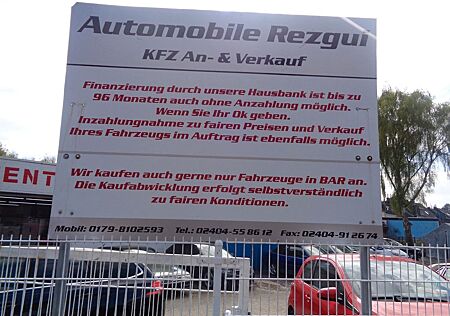 Automobile Rezgui
KFZ An- & Verkauf
Finanzierung durch unsere Hausbank ist bis zu
96 Monaten auch ohne Anzahlung möglich.
Wenn Sie Ihr Ok geben.
Inzahlungnahme zu fairen Preisen und Verkauf
Ihres Fahrzeugs im Auftrag ist ebenfalls möglich.
Wir kaufen auch gerne nur Fahrzeuge in BAR an.
Die Kaufabwicklung erfolgt selbstverständlich
zu fairen Konditionen.
ENT
Mobil: 0179-8102593 Tel.: 02404-55 86 12 Fax: 02404-91 26 74